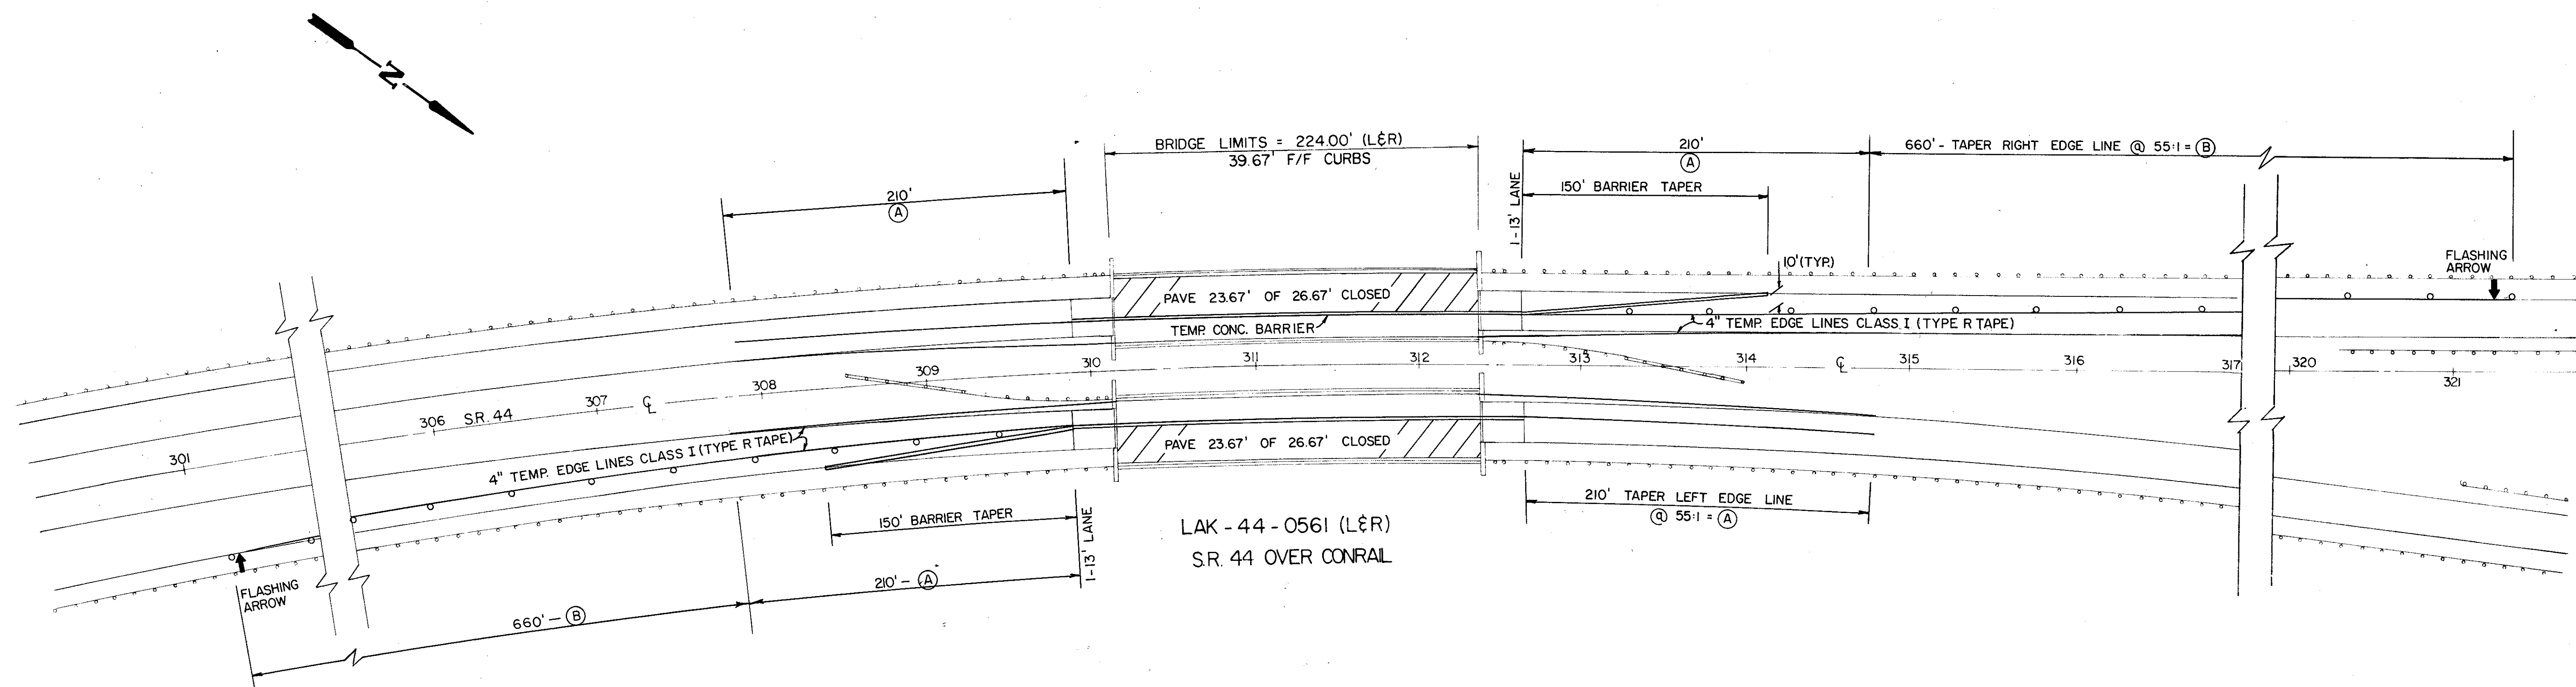 N
BRIDGE LIMITS = 224.00' (L&R)
39.67' F/F CURBS
210'
A
210'
A
660' - TAPER RIGHT EDGE LINE @ 55:1 = B
150' BARRIER TAPER
1-13' LANE
10' (TYP.)
FLASHING
ARROW
PAVE 23.67' OF 26.67' CLOSED
TEMP. CONC. BARRIER
4" TEMP. EDGE LINES CLASS I (TYPE R TAPE)
301
306 S.R. 44
307
℄
308
309
310
311
312
313
314
℄
315
316
317
320
321
4" TEMP. EDGE LINES CLASS I (TYPE R TAPE)
PAVE 23.67' OF 26.67' CLOSED
150' BARRIER TAPER
1-13' LANE
210' TAPER LEFT EDGE LINE
@ 55:1 = A
LAK - 44 - 0561 (L&R)
S.R. 44 OVER CONRAIL
FLASHING
ARROW
210' - A
660' - B